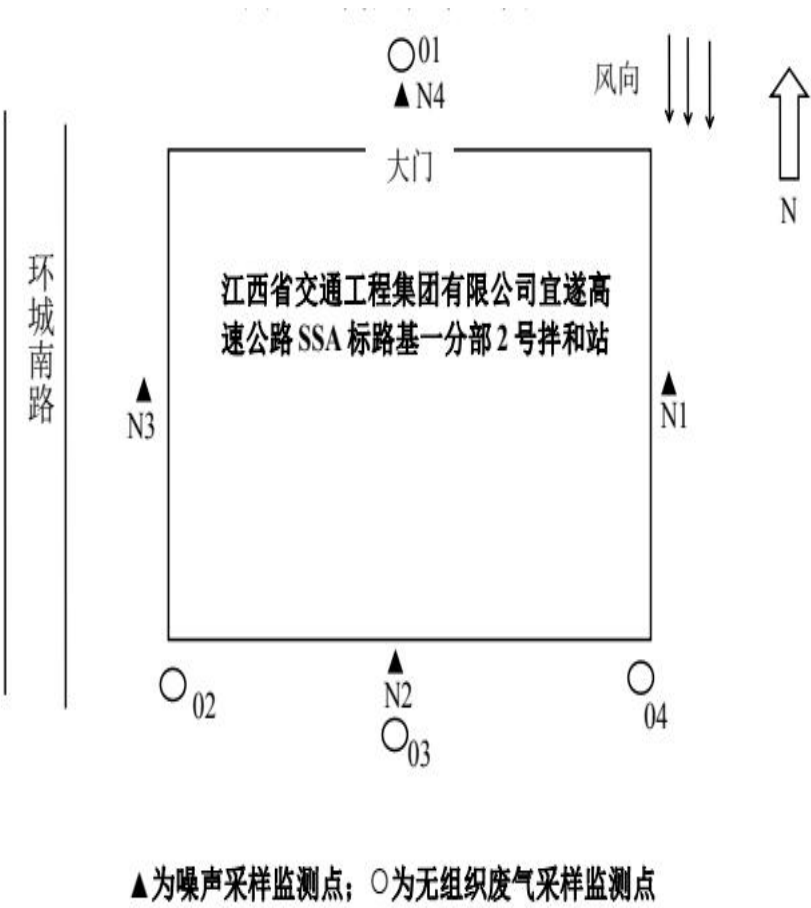 01
N4
风向
N
大门
环城南路
江西省交通工程集团有限公司宜遂高
速公路 SSA 标路基一分部 2 号拌和站
N3
N1
02
N2
03
04
▲为噪声采样监测点；○为无组织废气采样监测点